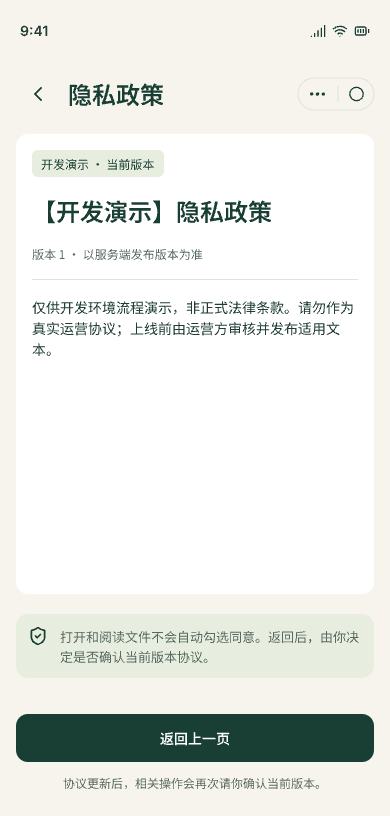 9:41
隐私政策
开发演示 · 当前版本
【开发演示】隐私政策
版本 1 · 以服务端发布版本为准
仅供开发环境流程演示，非正式法律条款。请勿作为
真实运营协议；上线前由运营方审核并发布适用文
本。
打开和阅读文件不会自动勾选同意。返回后，由你决
定是否确认当前版本协议。
返回上一页
协议更新后，相关操作会再次请你确认当前版本。